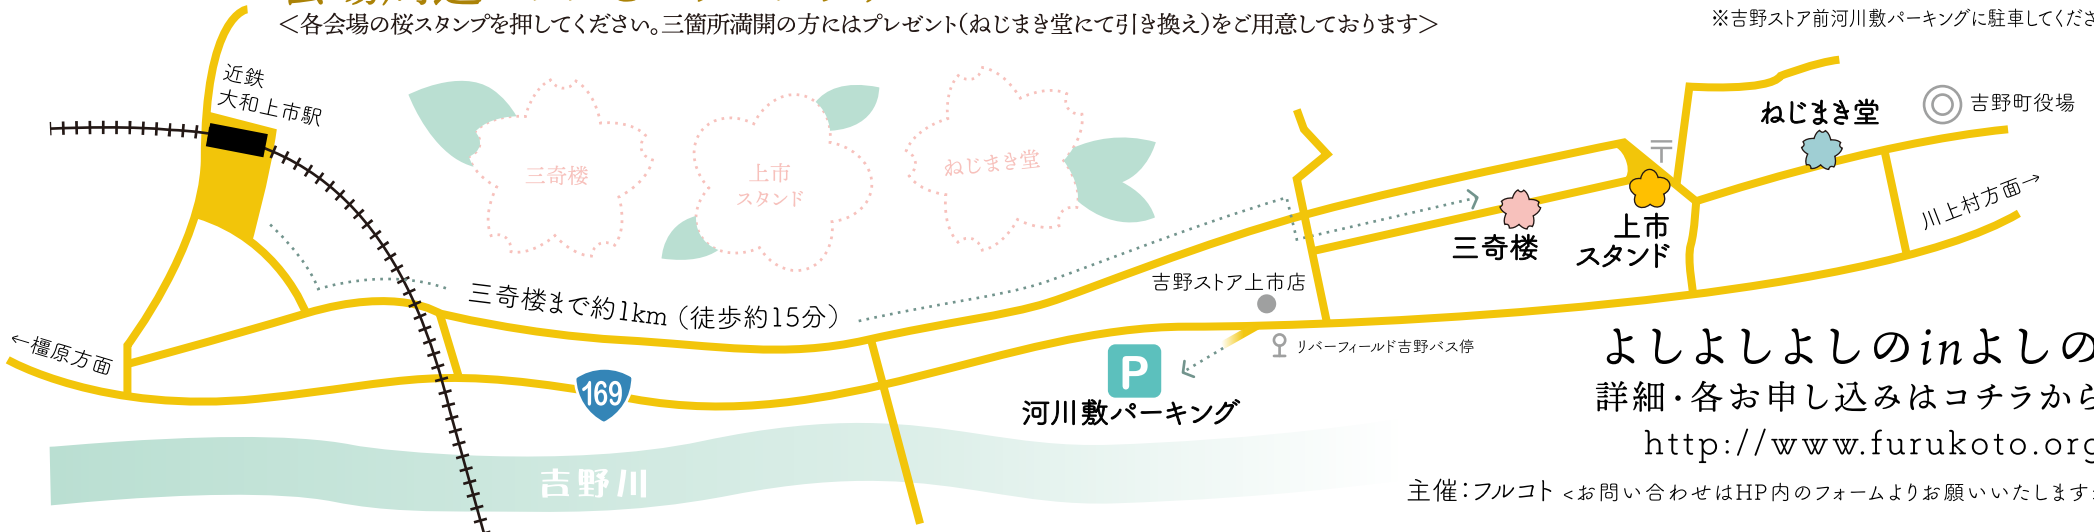 <各会場の桜スタンプを押してください。三箇所満開の方にはプレゼント(ねじまき堂にて引き換え)をご用意しております>
※吉野ストア前河川敷パーキングに駐車してくださ
近鉄
大和上市駅
三奇楼
上市
スタンド
ねじまき堂
ねじまき堂
吉野町役場
三奇楼
上市
スタンド
川上村方面→
吉野ストア上市店
三奇楼まで約1km(徒歩約15分)
←橿原方面
リバーフィールド吉野バス停
P
河川敷パーキング
169
吉野川
よしよしよしのinよしの
詳細・各お申し込みはコチラから
http://www.furukoto.org
主催:フルコト <お問い合わせはHP内のフォームよりお願いいたします